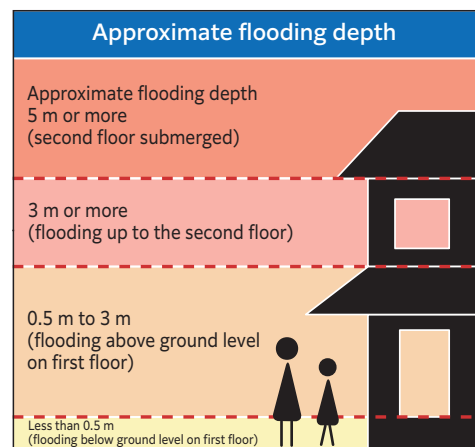 Approximate flooding depth
Approximate flooding depth
5 m or more
(second floor submerged)
3 m or more
(flooding up to the second floor)
0.5 m to 3 m
(flooding above ground level
on first floor)
Less than 0.5 m
(flooding below ground level on first floor)